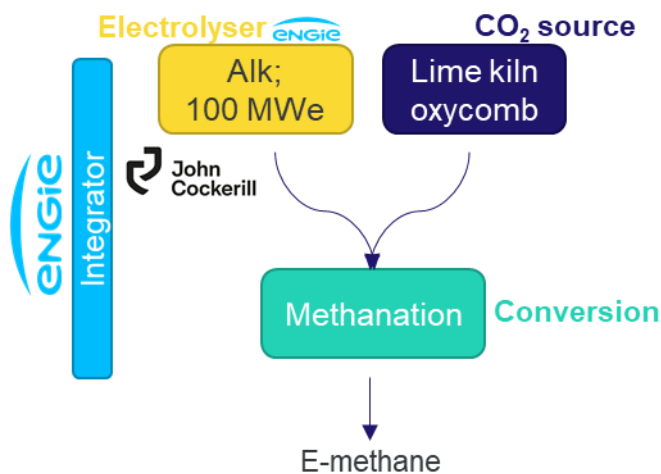 Electrolyser ENGIE
CO₂ source
Alk;
100 MWe
Lime kiln
oxycomb
John
Cockerill
ENGIE
Integrator
Methanation
Conversion
E-methane